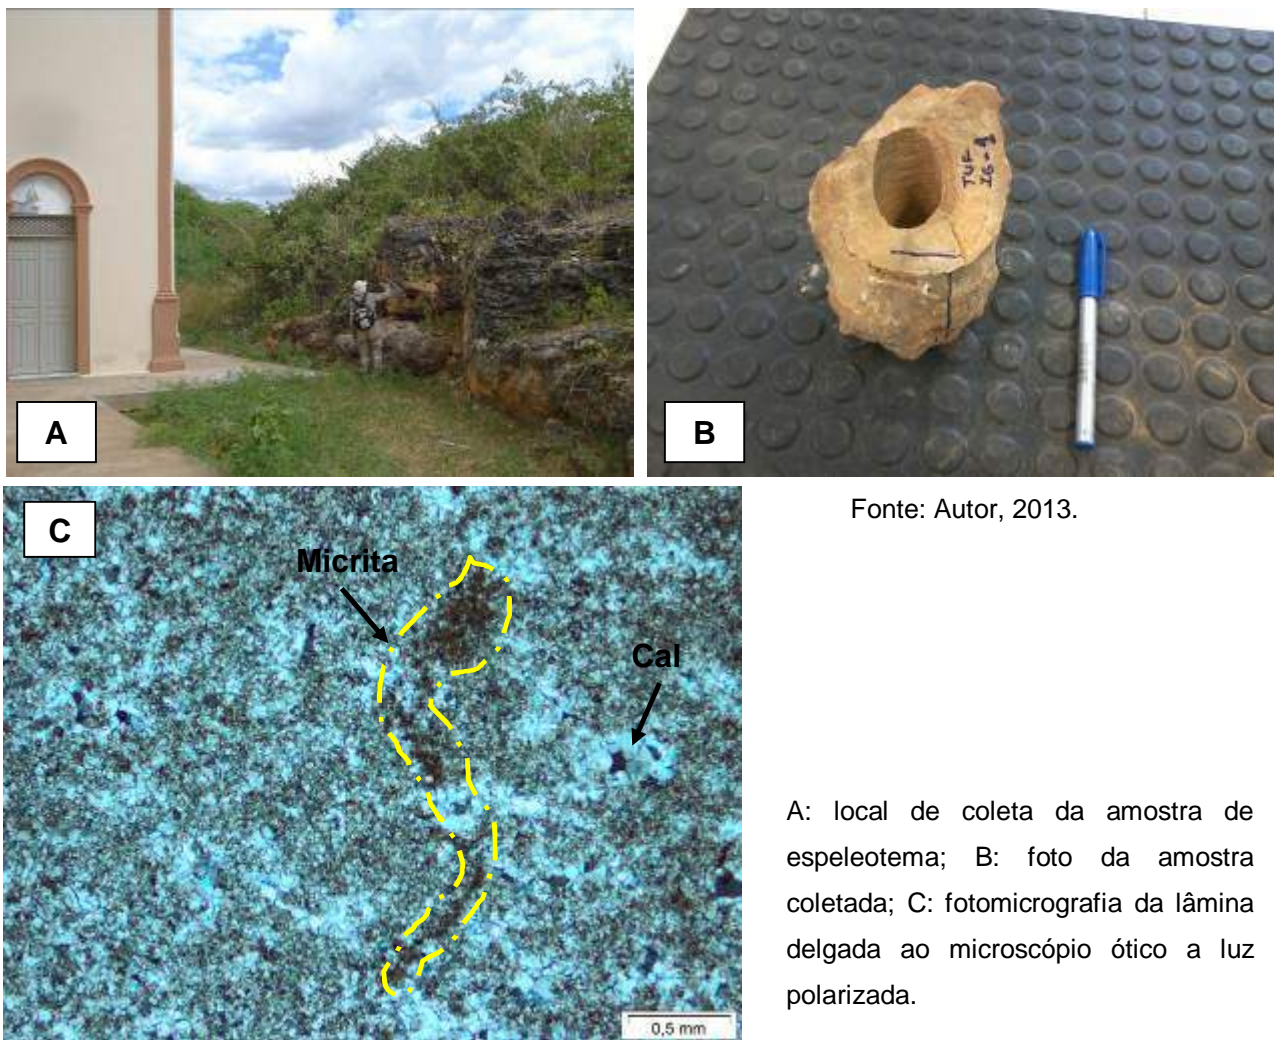 A
B
TUF
IG-1
Fonte: Autor, 2013.
C
Micrita
Cal
0,5 mm
A: local de coleta da amostra de
espeleotema; B: foto da amostra
coletada; C: fotomicrografia da lâmina
delgada ao microscópio ótico a luz
polarizada.